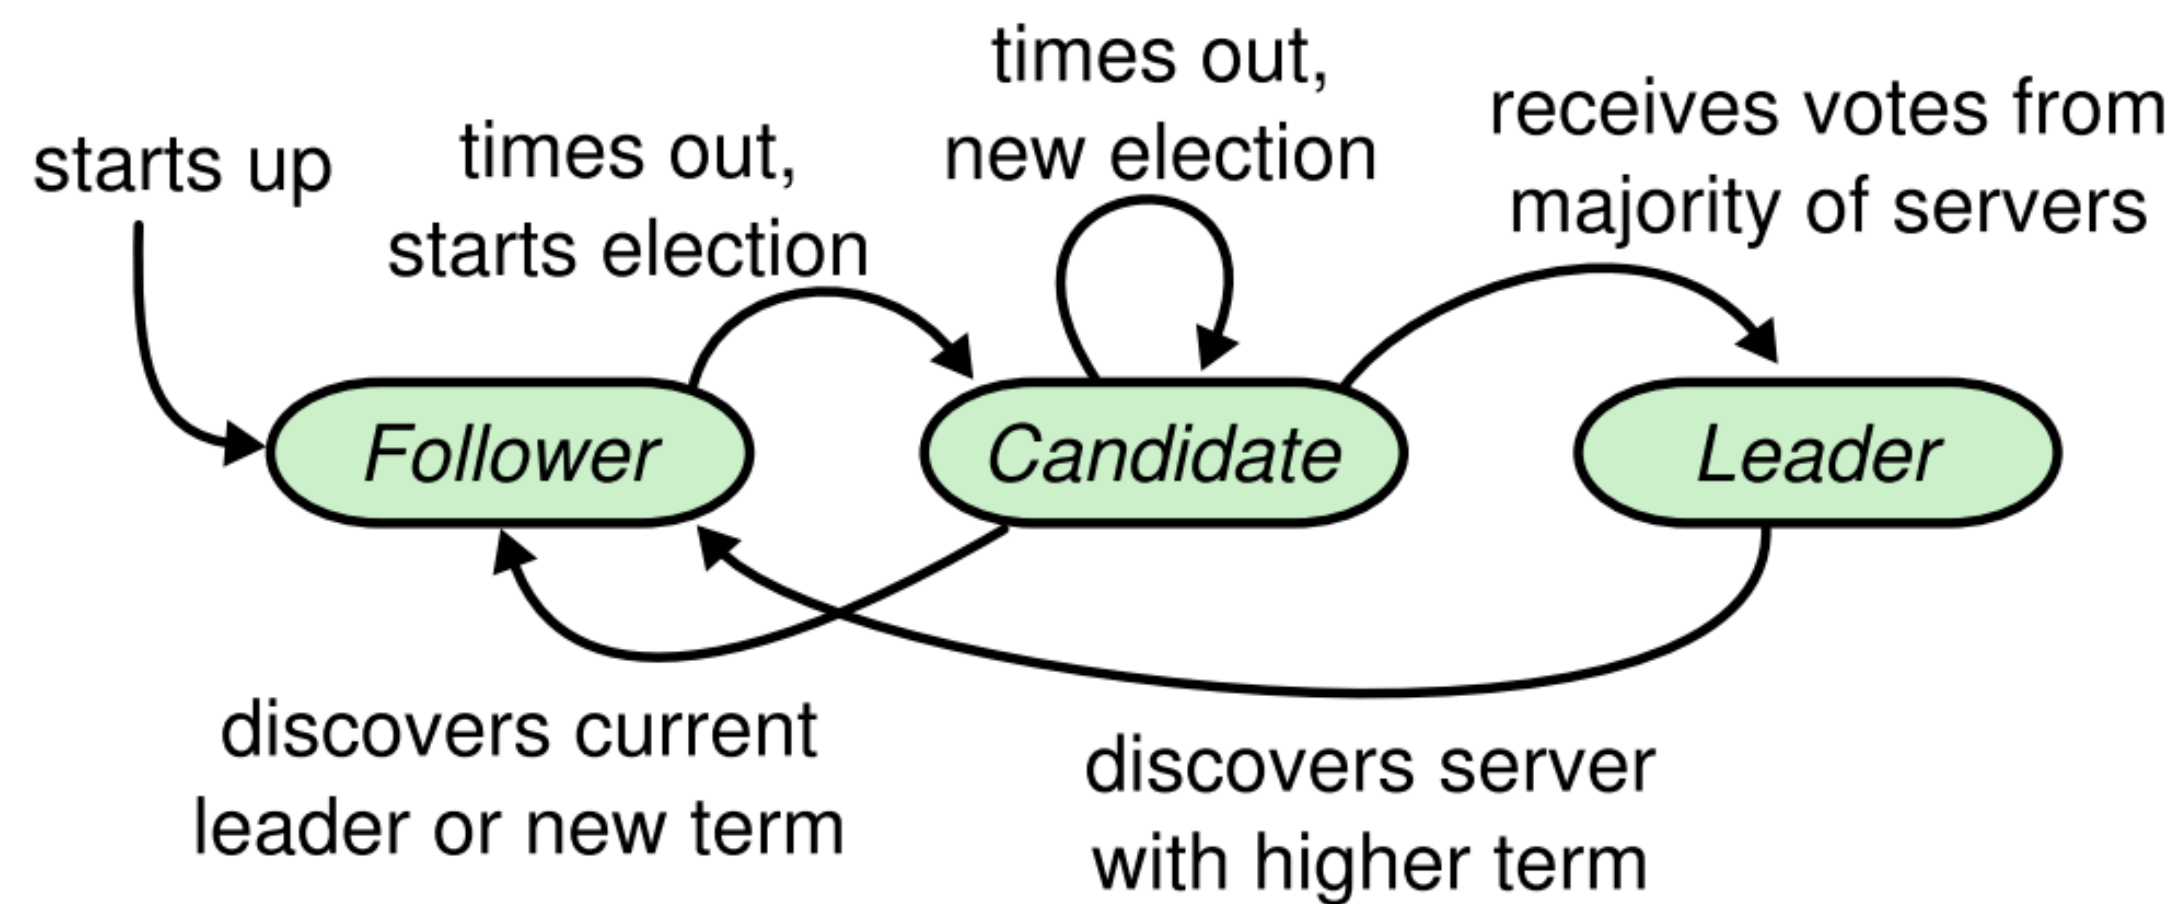 starts up
times out,
starts election
times out,
new election
receives votes from
majority of servers
Follower
Candidate
Leader
discovers current
leader or new term
discovers server
with higher term